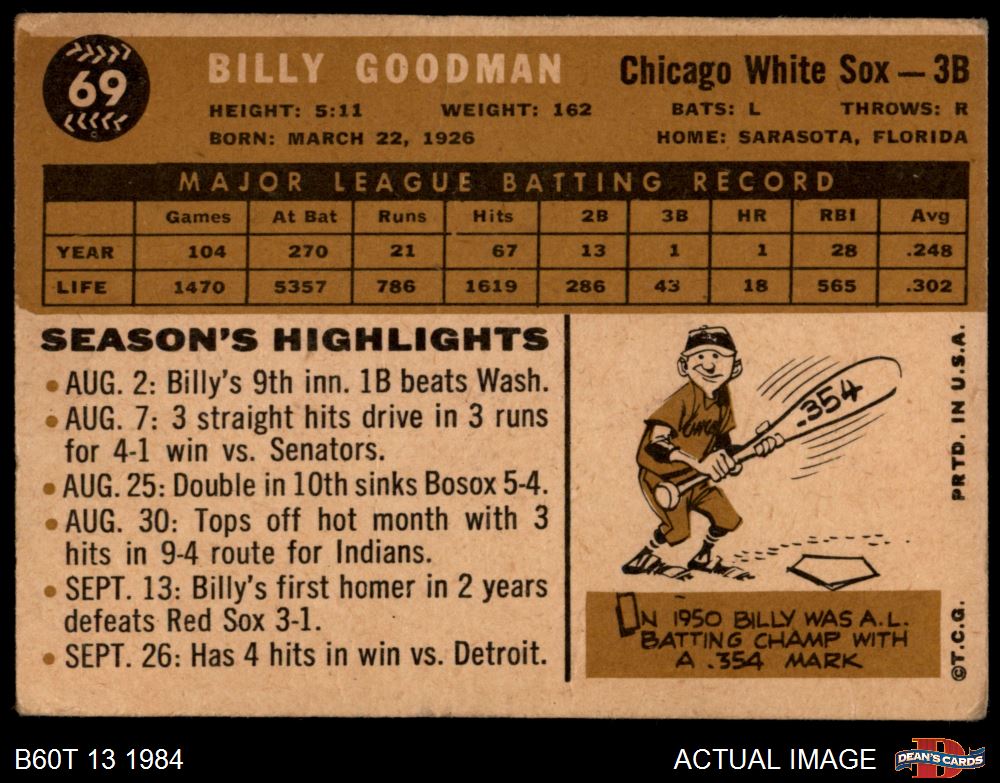 69
BILLY GOODMAN
Chicago White Sox — 3B
HEIGHT: 5:11 WEIGHT: 162 BATS: L THROWS: R
BORN: MARCH 22, 1926 HOME: SARASOTA, FLORIDA
MAJOR LEAGUE BATTING RECORD
Games At Bat Runs Hits 2B 3B HR RBI Avg
YEAR 104 270 21 67 13 1 1 28 .248
LIFE 1470 5357 786 1619 286 43 18 565 .302
SEASON'S HIGHLIGHTS
• AUG. 2: Billy's 9th inn. 1B beats Wash.
• AUG. 7: 3 straight hits drive in 3 runs
for 4-1 win vs. Senators.
• AUG. 25: Double in 10th sinks Bosox 5-4.
• AUG. 30: Tops off hot month with 3
hits in 9-4 route for Indians.
• SEPT. 13: Billy's first homer in 2 years
defeats Red Sox 3-1.
• SEPT. 26: Has 4 hits in win vs. Detroit.
.354
IN 1950 BILLY WAS A.L.
BATTING CHAMP WITH
A .354 MARK
©T.C.G. PRTD. IN U.S.A.
B60T 13 1984
ACTUAL IMAGE
DEAN'S CARDS